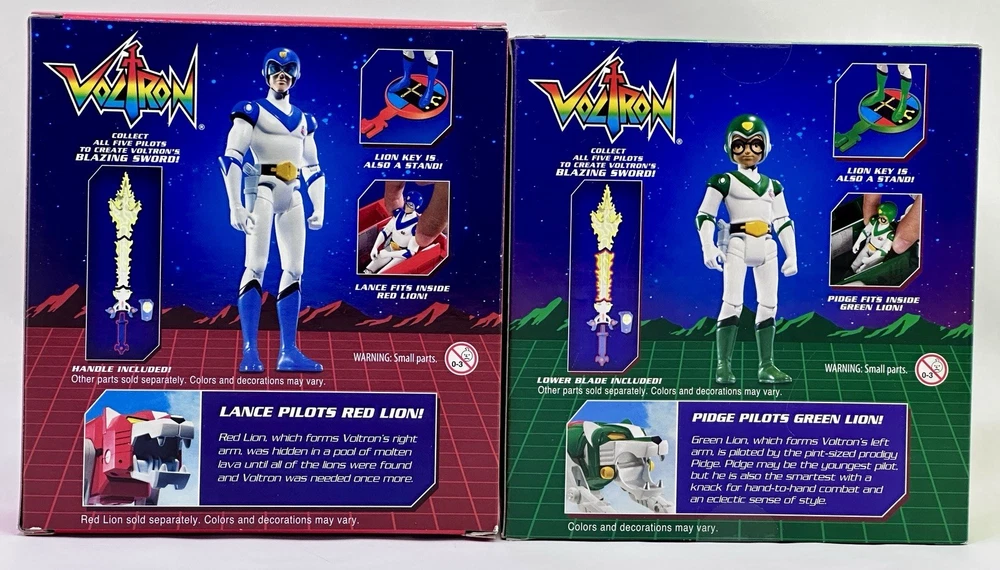 VOLTRON®
COLLECT
ALL FIVE PILOTS
TO CREATE VOLTRON'S
BLAZING SWORD!
LION KEY IS
ALSO A STAND!
LANCE FITS INSIDE
RED LION!
HANDLE INCLUDED!
WARNING: Small parts.
0-3
Other parts sold separately. Colors and decorations may vary.
LANCE PILOTS RED LION!
Red Lion, which forms Voltron's right
arm, was hidden in a pool of molten
lava until all of the lions were found
and Voltron was needed once more.
Red Lion sold separately. Colors and decorations may vary.
VOLTRON®
COLLECT
ALL FIVE PILOTS
TO CREATE VOLTRON'S
BLAZING SWORD!
LION KEY IS
ALSO A STAND!
PIDGE FITS INSIDE
GREEN LION!
LOWER BLADE INCLUDED!
WARNING: Small parts.
0-3
Other parts sold separately. Colors and decorations may vary.
PIDGE PILOTS GREEN LION!
Green Lion, which forms Voltron's left
arm, is piloted by the pint-sized prodigy
Pidge. Pidge may be the youngest pilot,
but he is also the smartest with a
knack for hand-to-hand combat and
an eclectic sense of style.
Colors and decorations may vary.